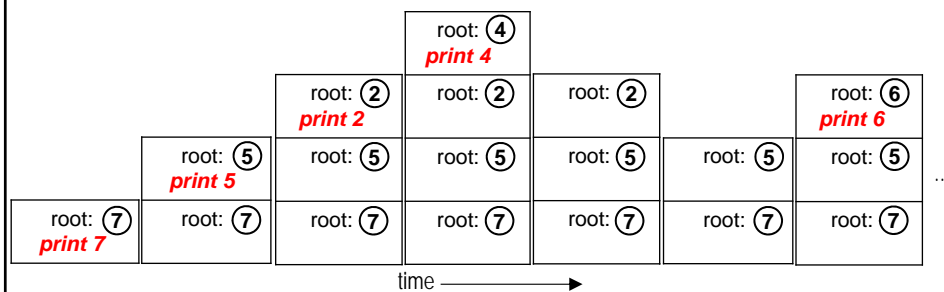 root: 4
print 4
root: 2 root: 2 root: 2 root: 6
print 2 print 6
root: 5 root: 5 root: 5 root: 5 root: 5 root: 5
print 5 ..
root: 7 root: 7 root: 7 root: 7 root: 7 root: 7 root: 7
print 7
time